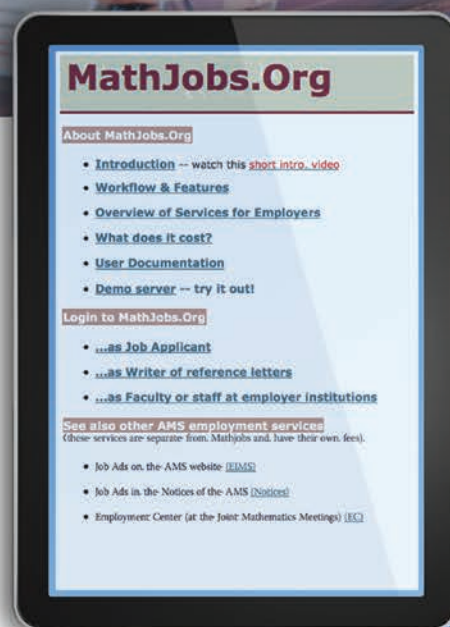 MathJobs.Org
About MathJobs.Org
• Introduction -- watch this short intro. video
• Workflow & Features
• Overview of Services for Employers
• What does it cost?
• User Documentation
• Demo server -- try it out!
Login to MathJobs.Org
• ...as Job Applicant
• ...as Writer of reference letters
• ...as Faculty or staff at employer institutions
See also other AMS employment services
(these services are separate from. Mathjobs and. have their own. fees).
• Job Ads on. the AMS website (EIMS)
• Job Ads in. the Notices of the AMS (Notices)
• Employment Center (at the Joint Mathematics Meetings) (EC)